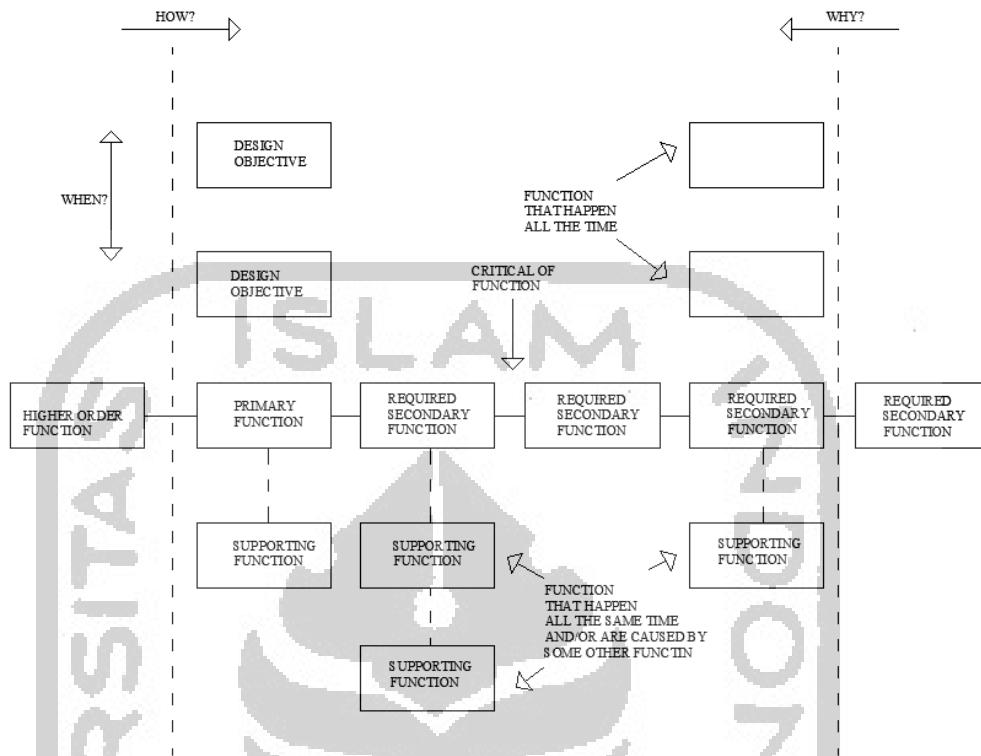 HOW?
WHY?
DESIGN
OBJECTIVE
WHEN?
FUNCTION
THAT HAPPEN
ALL THE TIME
DESIGN
OBJECTIVE
CRITICAL OF
FUNCTION
ISLAM
HIGHER ORDER
FUNCTION
PRIMARY
FUNCTION
REQUIRED
SECONDARY
FUNCTION
REQUIRED
SECONDARY
FUNCTION
REQUIRED
SECONDARY
FUNCTION
REQUIRED
SECONDARY
FUNCTION
SUPPORTING
FUNCTION
SUPPORTING
FUNCTION
SUPPORTING
FUNCTION
FUNCTION
THAT HAPPEN
ALL THE SAME TIME
AND/OR ARE CAUSED BY
SOME OTHER FUNCTIN
SUPPORTING
FUNCTION
RSITAS